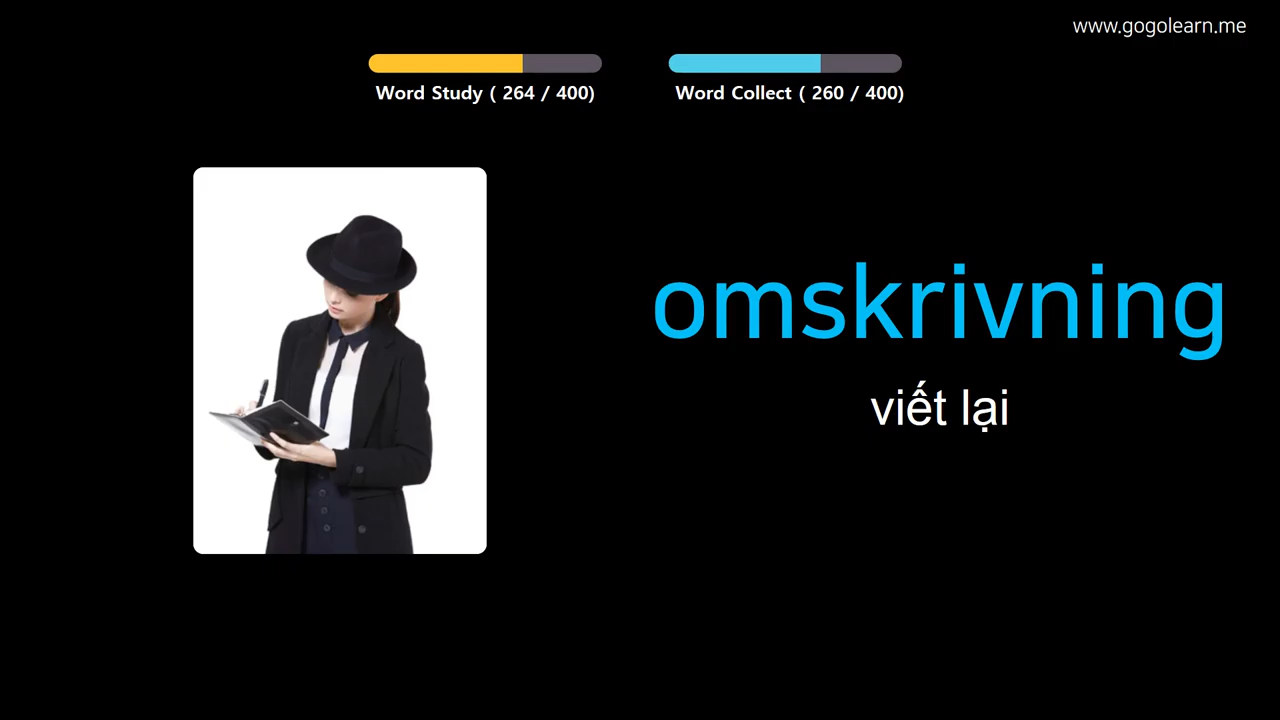 www.gogolearn.me
Word Study ( 264 / 400)
Word Collect ( 260 / 400)
omskrivning
viết lại